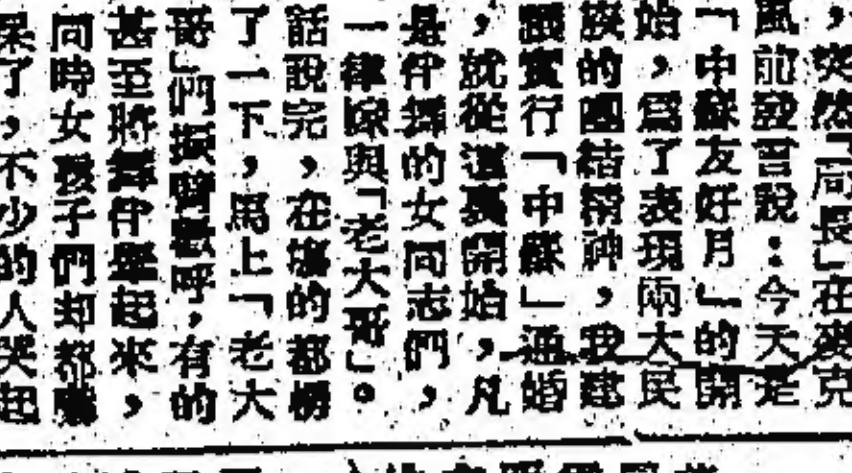 ，突然「局長」在麥克
風前發言說：今天是
「中蘇友好月」的開
始，爲了表現兩大民
族的團結精神，我建
議實行「中蘇」通婚
，就從這裏開始，凡
是伴舞的女同志們，
一律嫁與「老大哥」。
話說完，在場的都楞
了一下，馬上「老大
哥」們振臂歡呼，有的
甚至將舞伴舉起來，
同時女孩子們却都嚇
呆了，不少的人哭起